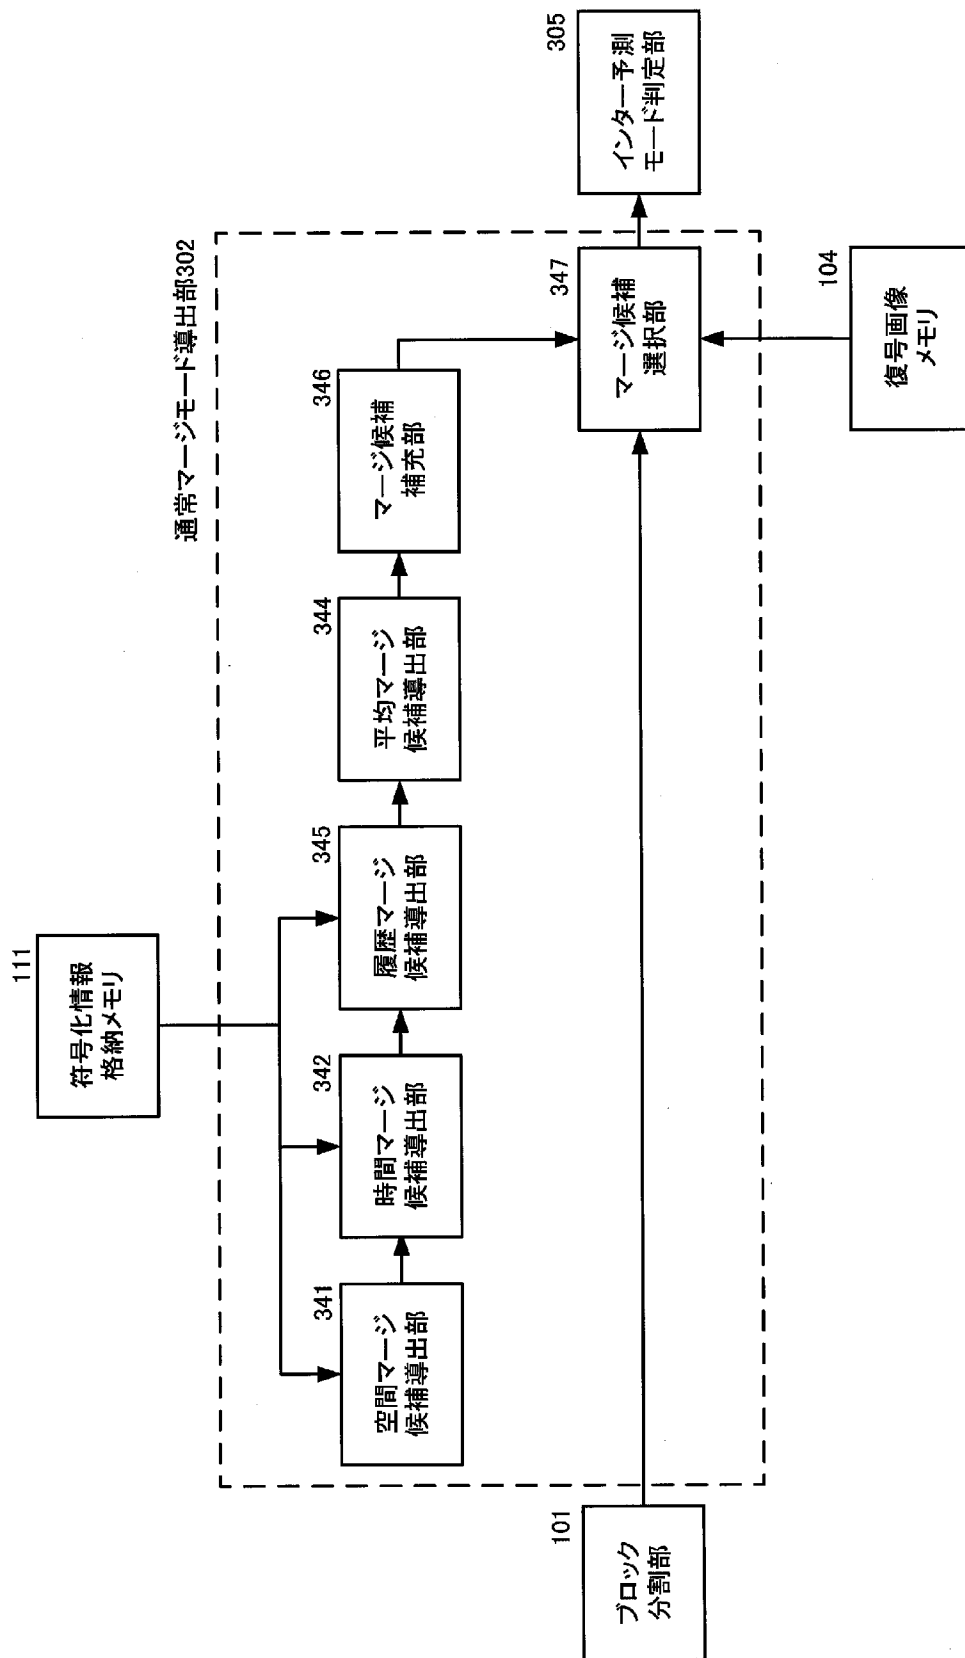 111
符号化情報
格納メモリ
通常マージモード導出部302
341
空間マージ
候補導出部
342
時間マージ
候補導出部
345
履歴マージ
候補導出部
344
平均マージ
候補導出部
346
マージ候補
補充部
101
ブロック
分割部
347
マージ候補
選択部
305
インター予測
モード判定部
104
復号画像
メモリ